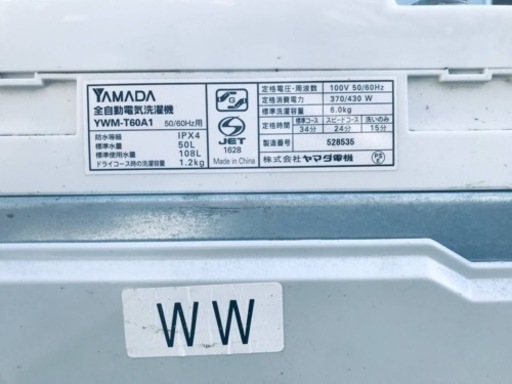 YAMADA
全自動電気洗濯機
YWM-T60A1 50/60Hz用
防水等級 IPX4
標準水量 50L
標準使用水量 108L
ドライコース時の洗濯容量 1.2kg
JET
1628
Made in China
定格電圧・周波数 100V 50/60Hz
定格消費電力 370/430 W
標準洗濯容量 6.0kg
定格時間 標準コース 34分 スピードコース 24分 洗いのみ 15分
製造番号 528535
株式会社 ヤマダ電機
WW